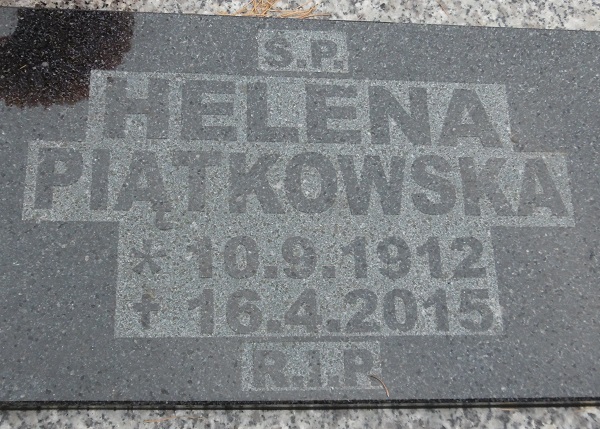 S.P.
HELENA
PIĄTKOWSKA
* 10.9.1912
✝ 16.4.2015
R.I.P.